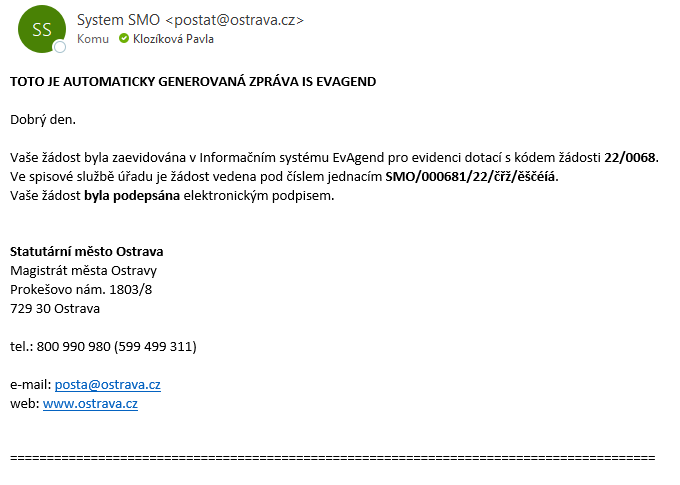 SS
System SMO <postat@ostrava.cz>
Komu Klozíková Pavla
TOTO JE AUTOMATICKY GENEROVANÁ ZPRÁVA IS EVAGEND
Dobrý den.
Vaše žádost byla zaevidována v Informačním systému EvAgend pro evidenci dotací s kódem žádosti 22/0068.
Ve spisové službě úřadu je žádost vedena pod číslem jednacím SMO/000681/22/čřž/ěščéíá.
Vaše žádost byla podepsána elektronickým podpisem.
Statutární město Ostrava
Magistrát města Ostravy
Prokešovo nám. 1803/8
729 30 Ostrava
tel.: 800 990 980 (599 499 311)
e-mail: posta@ostrava.cz
web: www.ostrava.cz
=========================================================================================